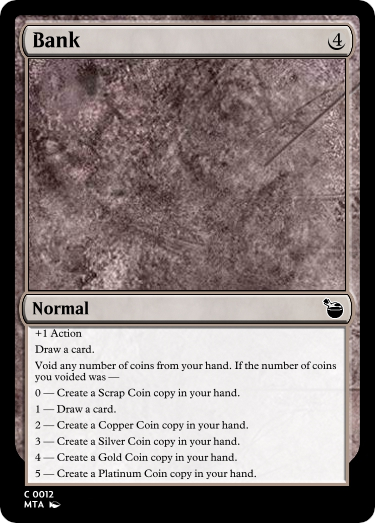 Bank 4
Normal
+1 Action
Draw a card.
Void any number of coins from your hand. If the number of coins
you voided was —
0 — Create a Scrap Coin copy in your hand.
1 — Draw a card.
2 — Create a Copper Coin copy in your hand.
3 — Create a Silver Coin copy in your hand.
4 — Create a Gold Coin copy in your hand.
5 — Create a Platinum Coin copy in your hand.
C 0012
MTA